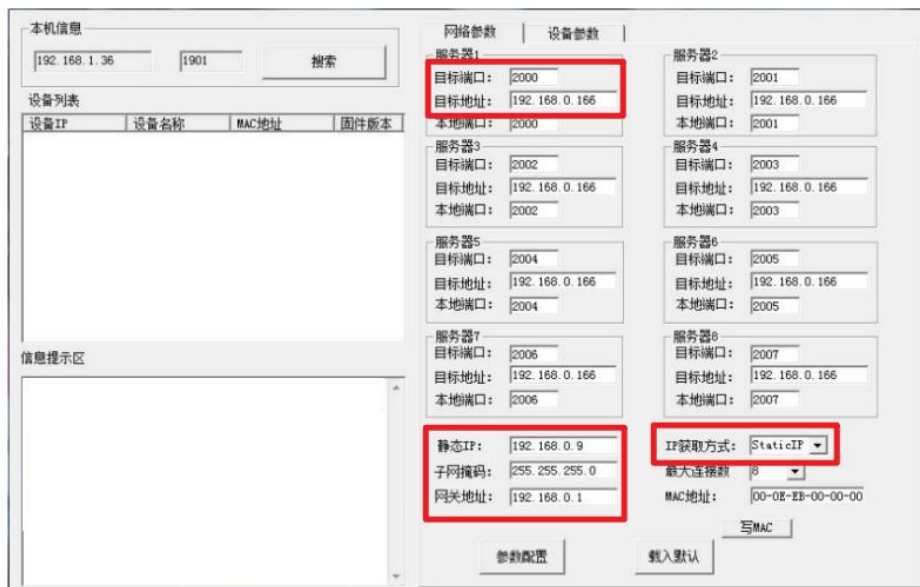 本机信息
192.168.1.36 1901 搜索
设备列表
设备IP 设备名称 MAC地址 固件版本
信息提示区
网络参数 设备参数
服务器1
目标端口: 2000
目标地址: 192.168.0.166
本地端口: 2000
服务器2
目标端口: 2001
目标地址: 192.168.0.166
本地端口: 2001
服务器3
目标端口: 2002
目标地址: 192.168.0.166
本地端口: 2002
服务器4
目标端口: 2003
目标地址: 192.168.0.166
本地端口: 2003
服务器5
目标端口: 2004
目标地址: 192.168.0.166
本地端口: 2004
服务器6
目标端口: 2005
目标地址: 192.168.0.166
本地端口: 2005
服务器7
目标端口: 2006
目标地址: 192.168.0.166
本地端口: 2006
服务器8
目标端口: 2007
目标地址: 192.168.0.166
本地端口: 2007
静态IP: 192.168.0.9
子网掩码: 255.255.255.0
网关地址: 192.168.0.1
IP获取方式: StaticIP
最大连接数 8
MAC地址: 00-0E-EB-00-00-00
写MAC
参数配置 载入默认